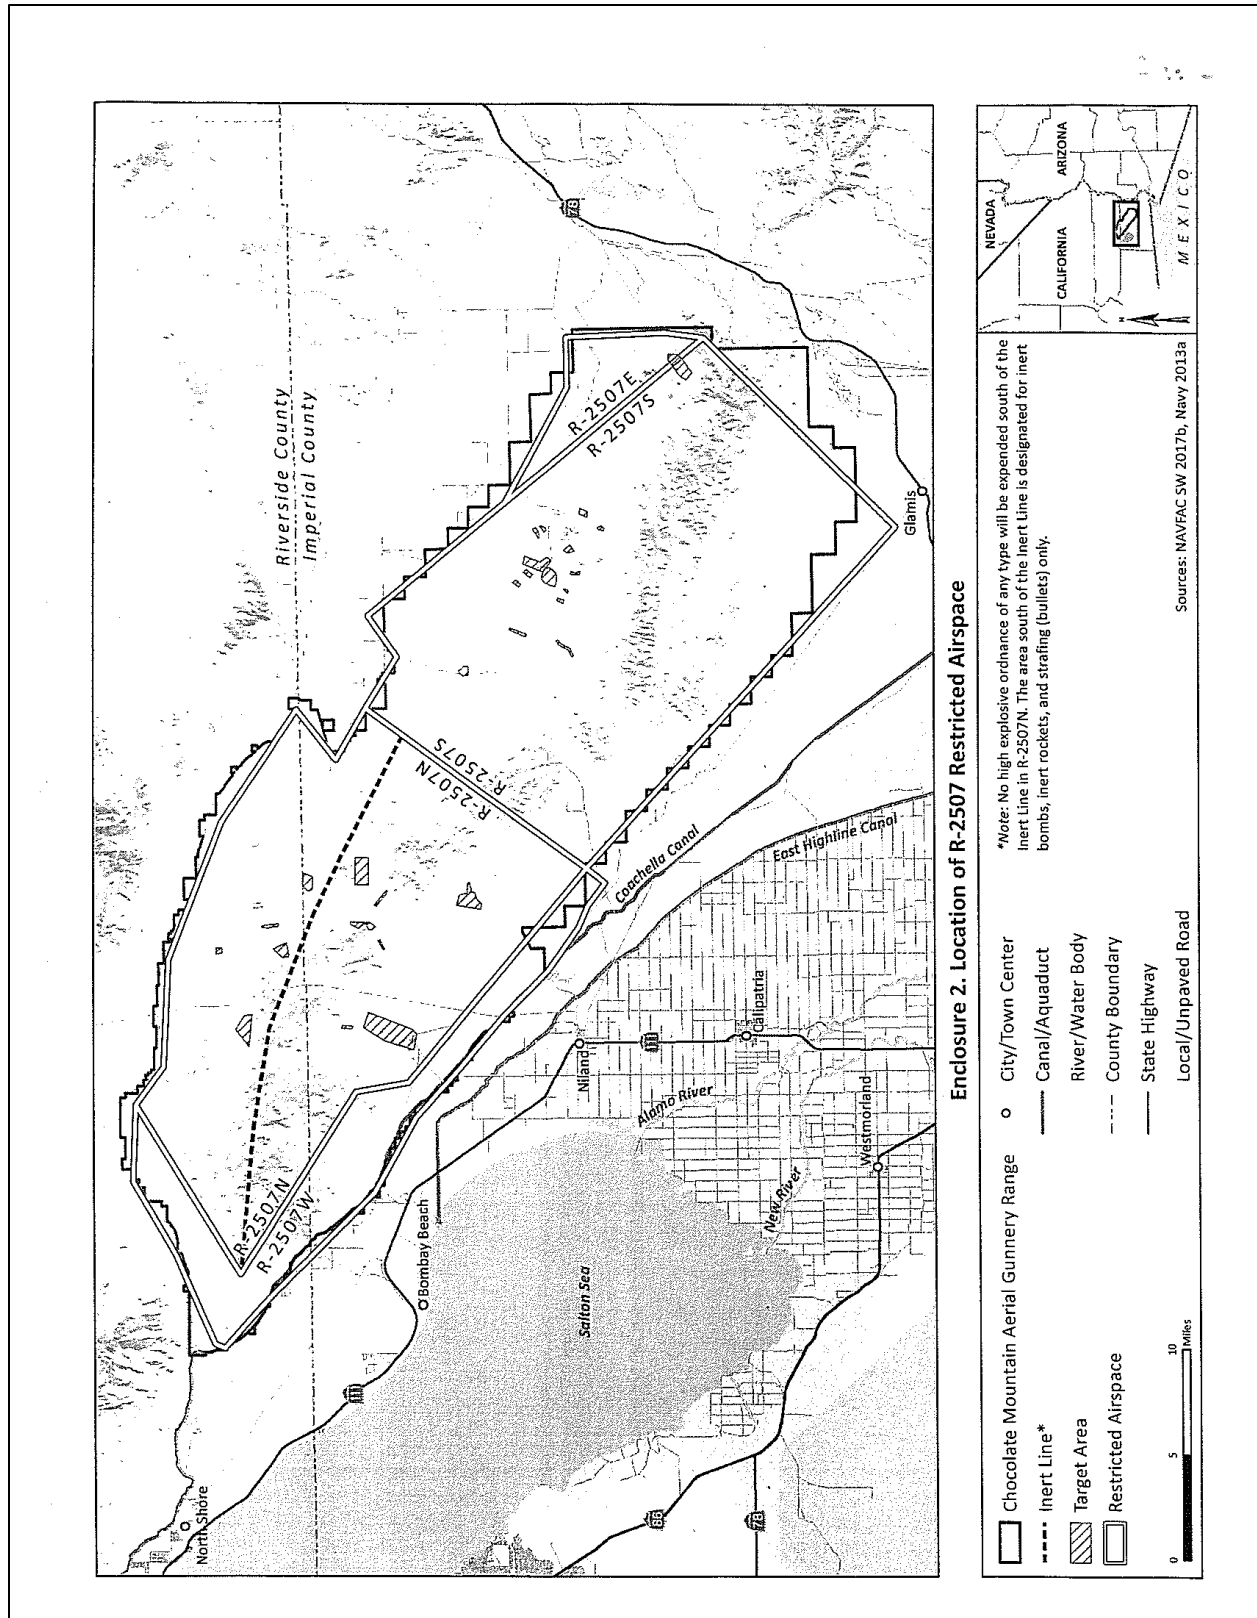 Riverside County
Imperial County
R-2507N
R-2507W
R-2507N
R-2507S
R-2507E
R-2507S
North Shore
111
Bombay Beach
Salton Sea
Niland
111
Calipatria
Alamo River
New River
Westmorland
86
78
Coachella Canal
East Highline Canal
Glamis
78
Enclosure 2. Location of R-2507 Restricted Airspace
Chocolate Mountain Aerial Gunnery Range
Inert Line*
Target Area
Restricted Airspace
City/Town Center
Canal/Aquaduct
River/Water Body
County Boundary
State Highway
Local/Unpaved Road
0 5 10
Miles
*Note: No high explosive ordnance of any type will be expended south of the
Inert Line in R-2507N. The area south of the Inert Line is designated for inert
bombs, inert rockets, and strafing (bullets) only.
Sources: NAVFAC SW 2017b, Navy 2013a
NEVADA
CALIFORNIA
ARIZONA
MEXICO
N